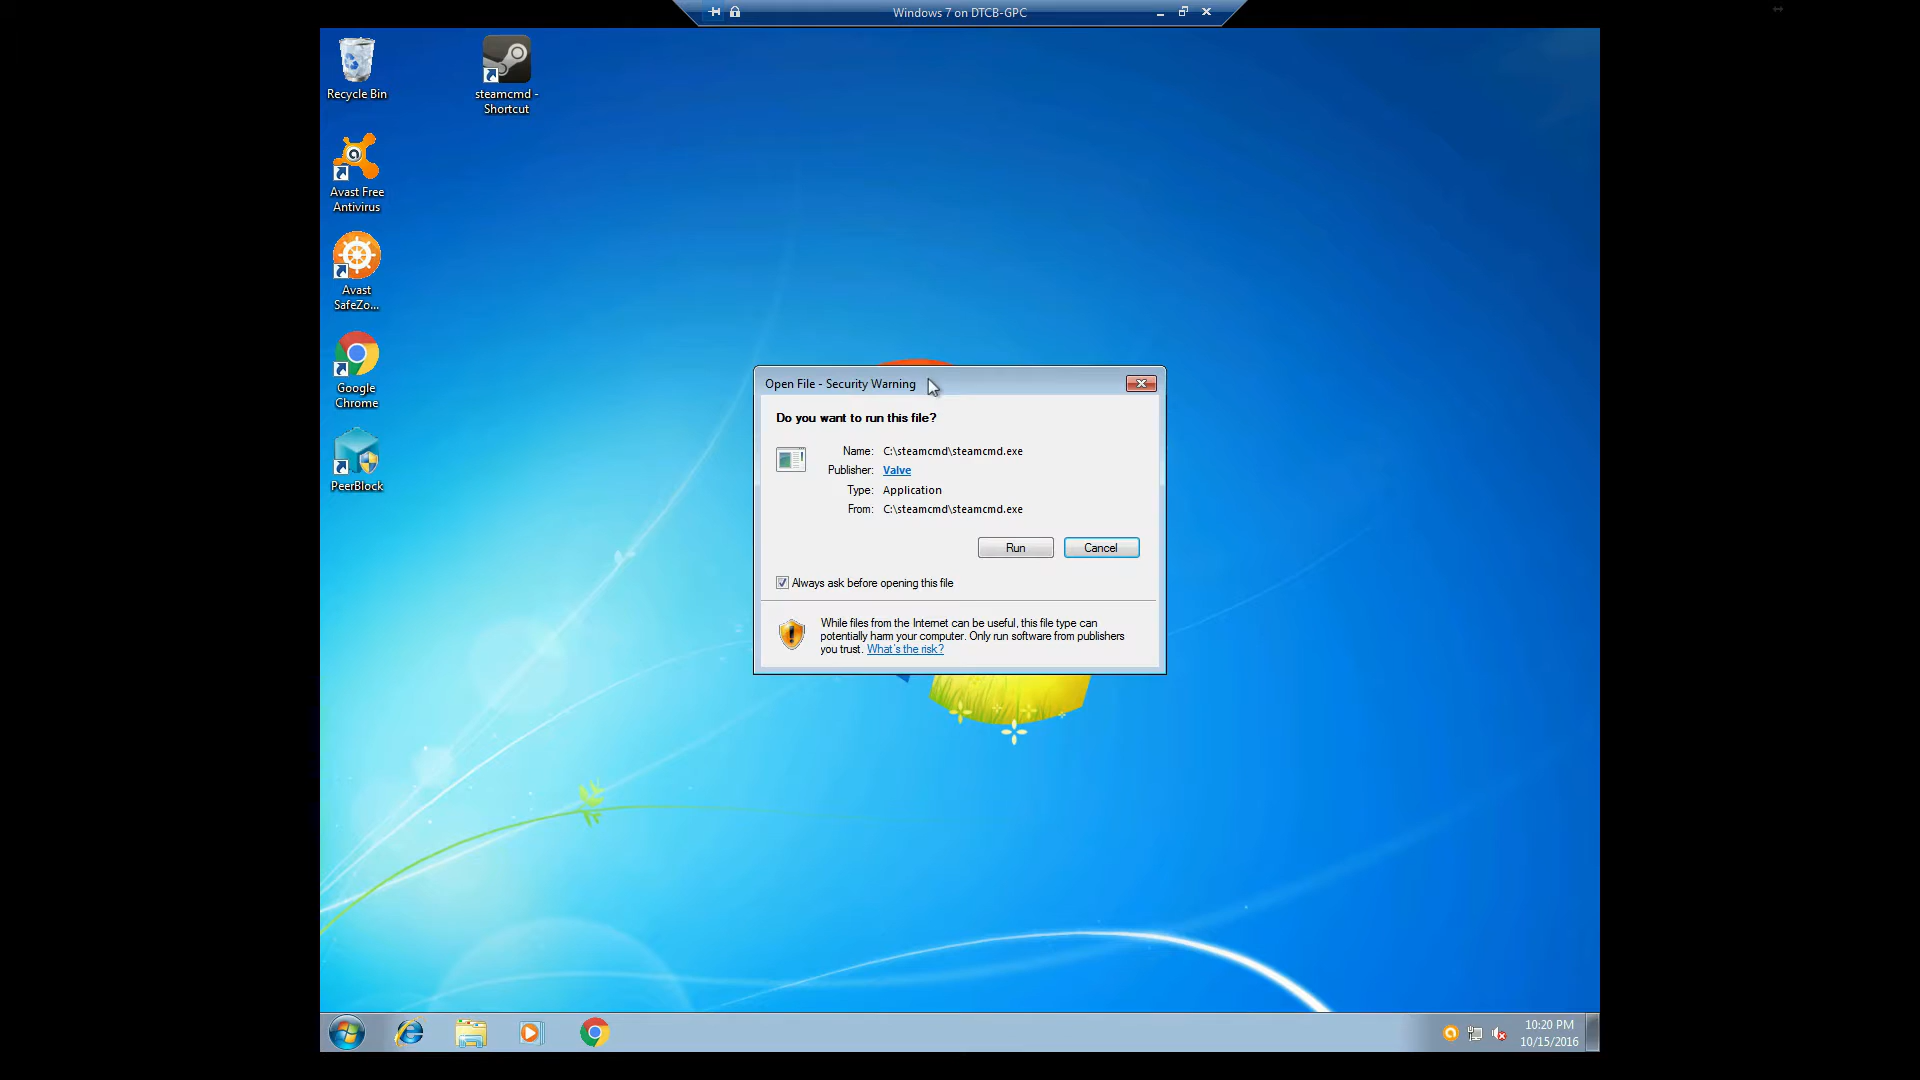 Windows 7 on DTCB-GPC
Recycle Bin
steamcmd -
Shortcut
Avast Free
Antivirus
Avast
SafeZo...
Google
Chrome
PeerBlock
Open File - Security Warning
Do you want to run this file?
Name: C:\steamcmd\steamcmd.exe
Publisher: Valve
Type: Application
From: C:\steamcmd\steamcmd.exe
Run Cancel
Always ask before opening this file
While files from the Internet can be useful, this file type can
potentially harm your computer. Only run software from publishers
you trust. What's the risk?
10:20 PM
10/15/2016